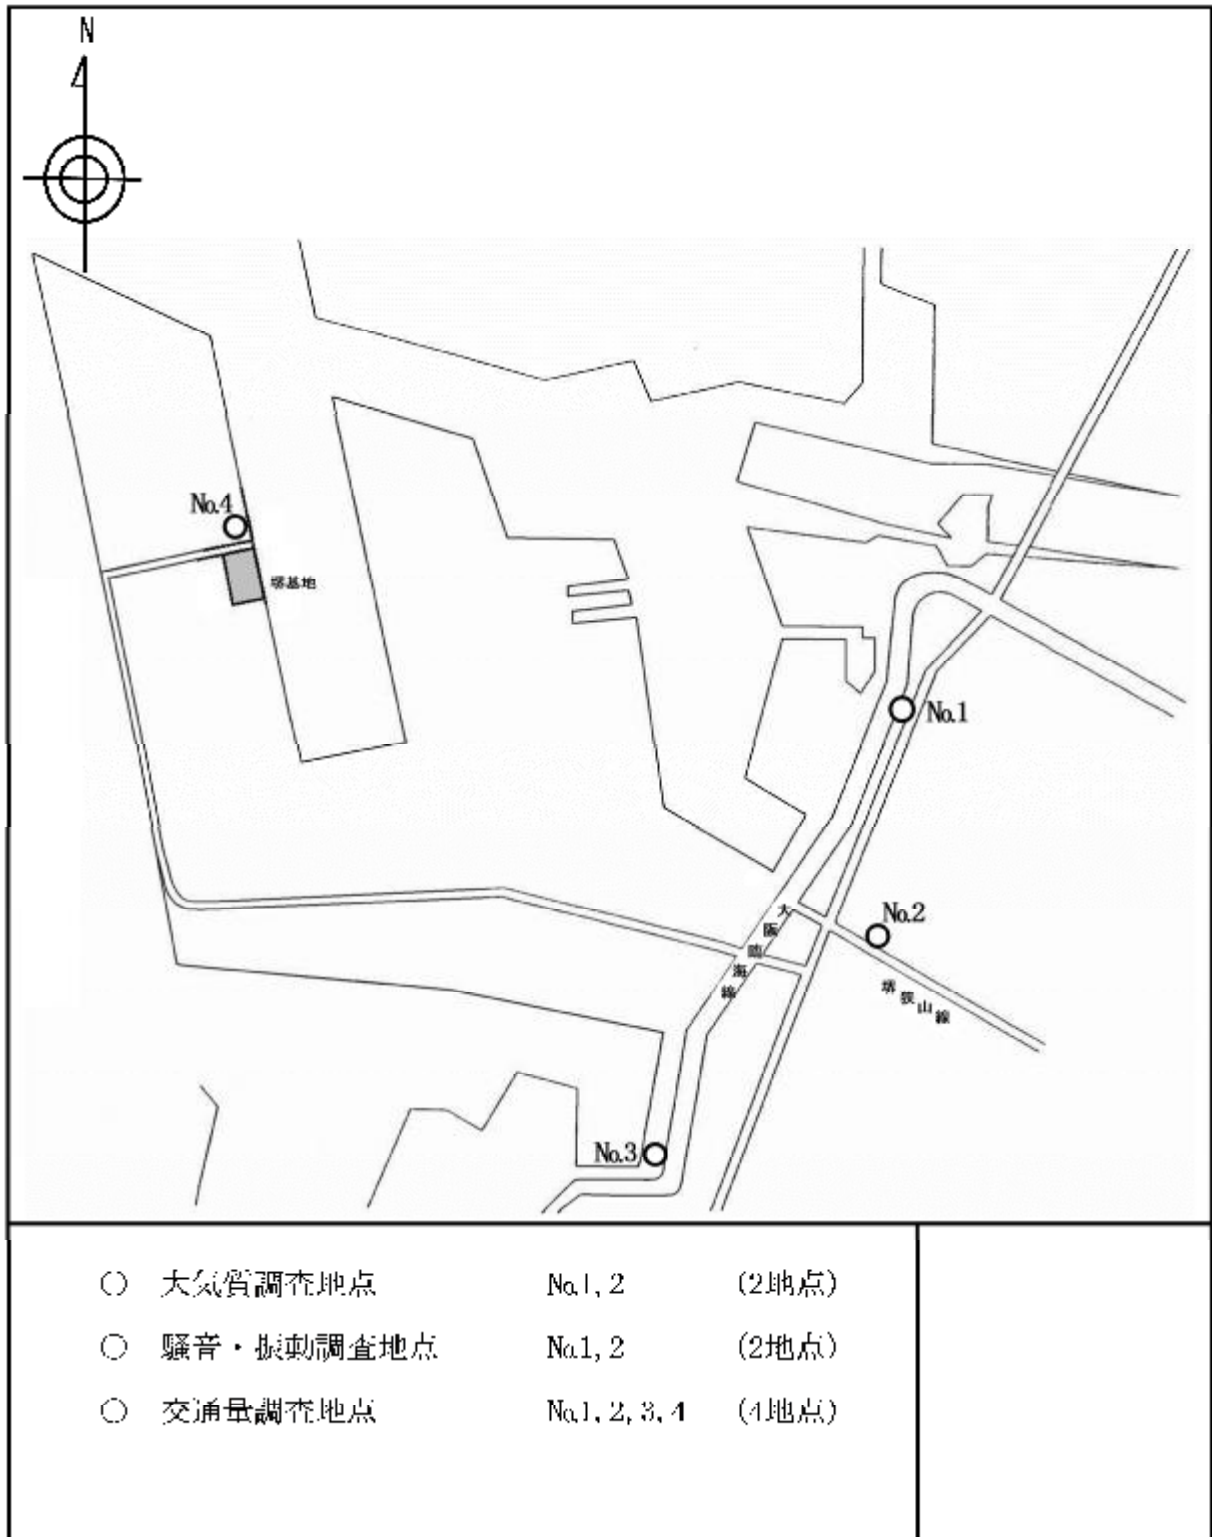 N
No.4
堺基地
No.1
No.2
大阪臨海線
堺狭山線
No.3
○ 大気質調査地点 No.1, 2 (2地点)
○ 騒音・振動調査地点 No.1, 2 (2地点)
○ 交通量調査地点 No.1, 2, 3, 4 (4地点)